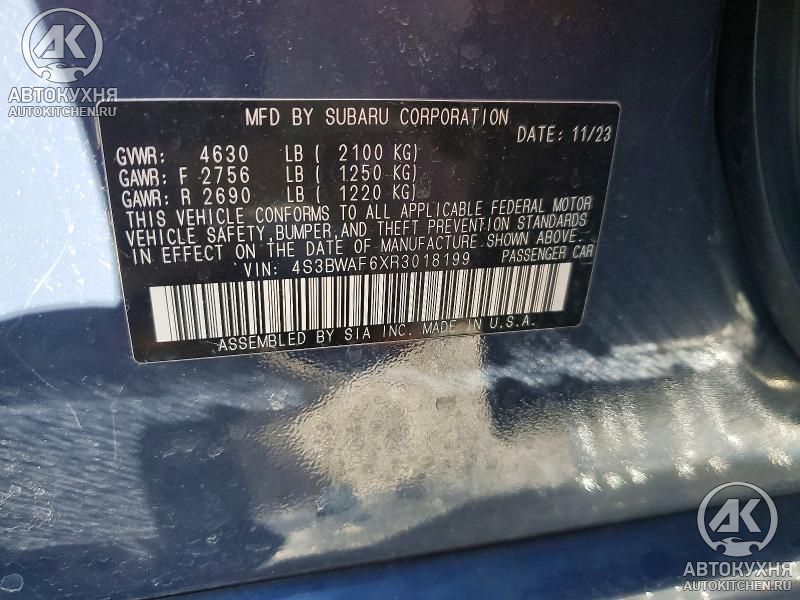 AK
АВТОКУХНЯ
AUTOKITCHEN.RU
MFD BY SUBARU CORPORATION
DATE: 11/23
GVWR: 4630 LB ( 2100 KG)
GAWR: F 2756 LB ( 1250 KG)
GAWR: R 2690 LB ( 1220 KG)
THIS VEHICLE CONFORMS TO ALL APPLICABLE FEDERAL MOTOR
VEHICLE SAFETY, BUMPER, AND THEFT PREVENTION STANDARDS
IN EFFECT ON THE DATE OF MANUFACTURE SHOWN ABOVE.
VIN: 4S3BWAF6XR3018199 PASSENGER CAR
ASSEMBLED BY SIA INC. MADE IN U.S.A.
AK
АВТОКУХНЯ
AUTOKITCHEN.RU